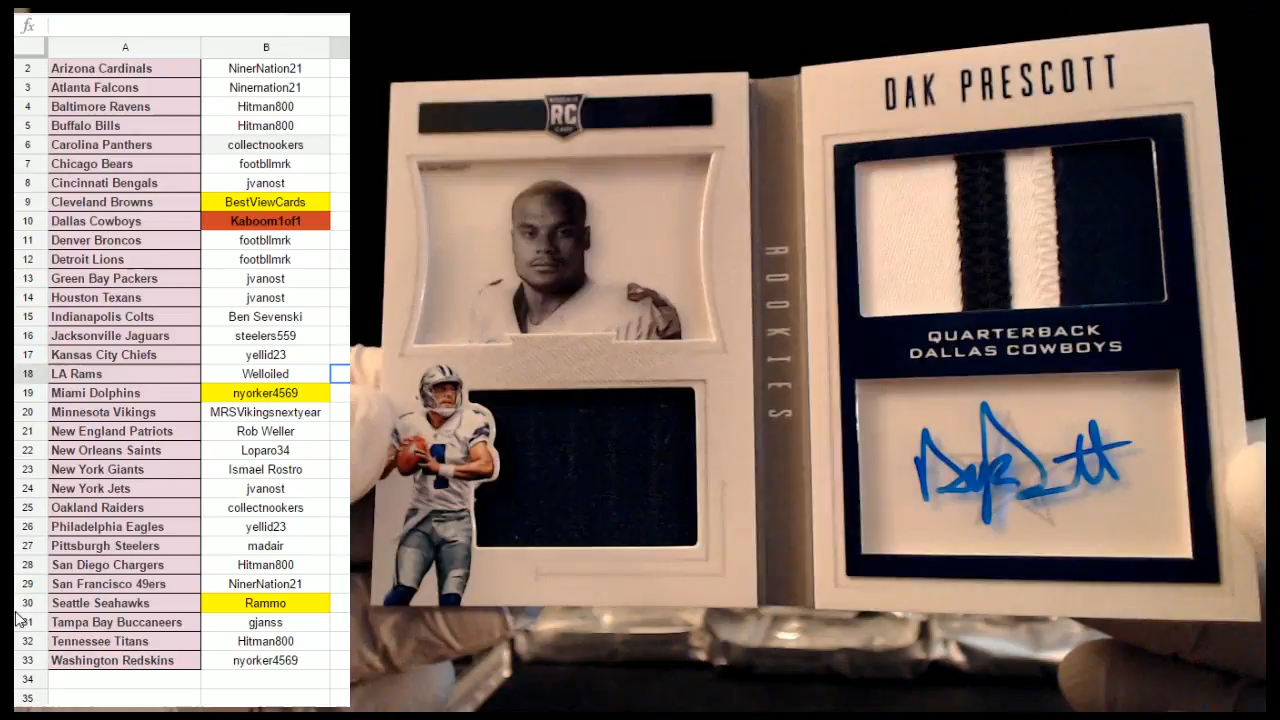 fx
A B
2 Arizona Cardinals NinerNation21
3 Atlanta Falcons Ninernation21
4 Baltimore Ravens Hitman800
5 Buffalo Bills Hitman800
6 Carolina Panthers collectnookers
7 Chicago Bears footbllmrk
8 Cincinnati Bengals jvanost
9 Cleveland Browns BestViewCards
10 Dallas Cowboys Kaboom1of1
11 Denver Broncos footbllmrk
12 Detroit Lions footbllmrk
13 Green Bay Packers jvanost
14 Houston Texans jvanost
15 Indianapolis Colts Ben Sevenski
16 Jacksonville Jaguars steelers559
17 Kansas City Chiefs yellid23
18 LA Rams Welloiled
19 Miami Dolphins nyorker4569
20 Minnesota Vikings MRSVikingsnextyear
21 New England Patriots Rob Weller
22 New Orleans Saints Loparo34
23 New York Giants Ismael Rostro
24 New York Jets jvanost
25 Oakland Raiders collectnookers
26 Philadelphia Eagles yellid23
27 Pittsburgh Steelers madair
28 San Diego Chargers Hitman800
29 San Francisco 49ers NinerNation21
30 Seattle Seahawks Rammo
31 Tampa Bay Buccaneers gjanss
32 Tennessee Titans Hitman800
33 Washington Redskins nyorker4569
34
35
RC
ROOKIES
DAK PRESCOTT
QUARTERBACK
DALLAS COWBOYS